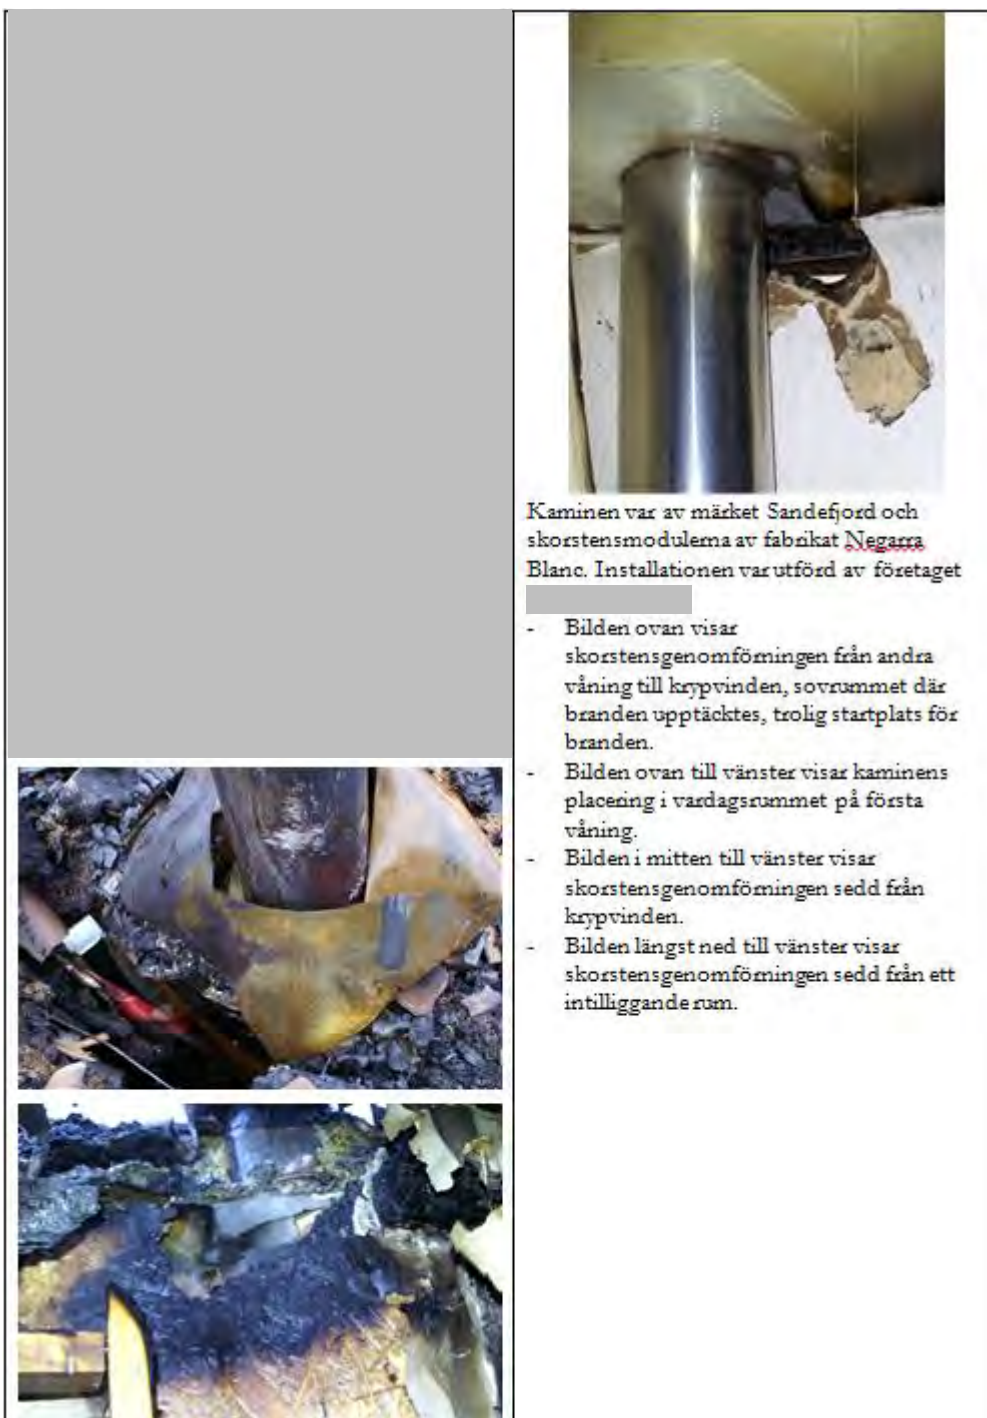 Kaminen var av märket Sandefjord och
skorstensmodulerna av fabrikat Negarra
Blanc. Installationen var utförd av företaget
- Bilden ovan visar
skorstensgenomförningen från andra
våning till krypvinden, sovrummet där
branden upptäcktes, trolig startplats för
branden.
- Bilden ovan till vänster visar kaminens
placering i vardagsrummet på första
våning.
- Bilden i mitten till vänster visar
skorstensgenomförningen sedd från
krypvinden.
- Bilden längst ned till vänster visar
skorstensgenomförningen sedd från ett
intilliggande rum.